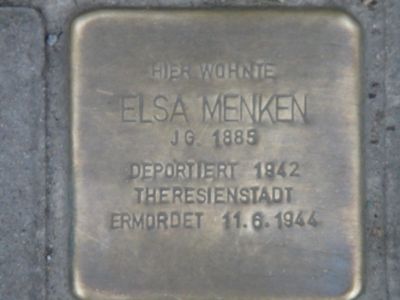 HIER WOHNTE
ELSA MENKEN
JG. 1885
DEPORTIERT 1942
THERESIENSTADT
ERMORDET 11.6.1944